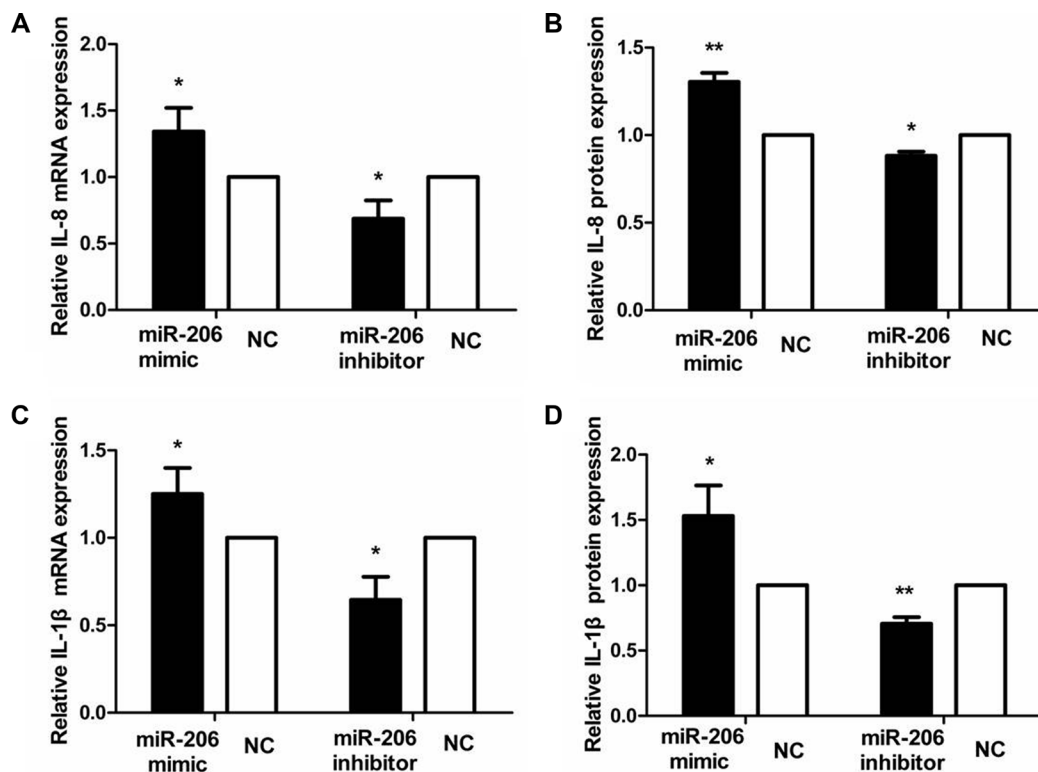 A
Relative IL-8 mRNA expression
2.0
1.5
1.0
0.5
0.0
*
*
miR-206
mimic
NC
miR-206
inhibitor
NC
B
Relative IL-8 protein expression
1.5
1.0
0.5
0.0
**
*
miR-206
mimic
NC
miR-206
inhibitor
NC
C
Relative IL-1β mRNA expression
1.5
1.0
0.5
0.0
*
*
miR-206
mimic
NC
miR-206
inhibitor
NC
D
Relative IL-1β protein expression
2.0
1.5
1.0
0.5
0.0
*
**
miR-206
mimic
NC
miR-206
inhibitor
NC